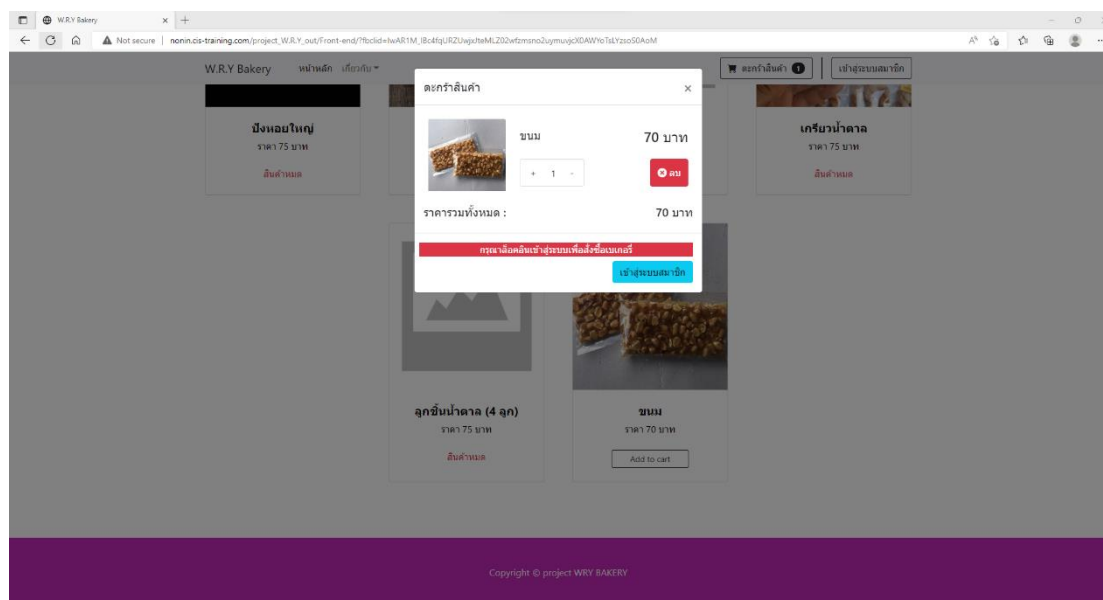 W.R.Y Bakery
Not secure | nonin.cis-training.com/project_W.R.Y_out/Front-end/?fbclid=
W.R.Y Bakery หน้าหลัก เกี่ยวกับ ตะกร้าสินค้า 1 เข้าสู่ระบบสมาชิก
ตะกร้าสินค้า ×
ขนม 70 บาท
+ 1 -
ลบ
ราคารวมทั้งหมด : 70 บาท
กรุณาล็อคอินเข้าสู่ระบบเพื่อสั่งซื้อเบเกอรี่
เข้าสู่ระบบสมาชิก
ปังหอยใหญ่
ราคา 75 บาท
สินค้าหมด
เกรียวน้ำตาล
ราคา 75 บาท
สินค้าหมด
ลูกชิ้นน้ำตาล (4 ลูก)
ราคา 75 บาท
สินค้าหมด
ขนม
ราคา 70 บาท
Add to cart
Copyright © project WRY BAKERY